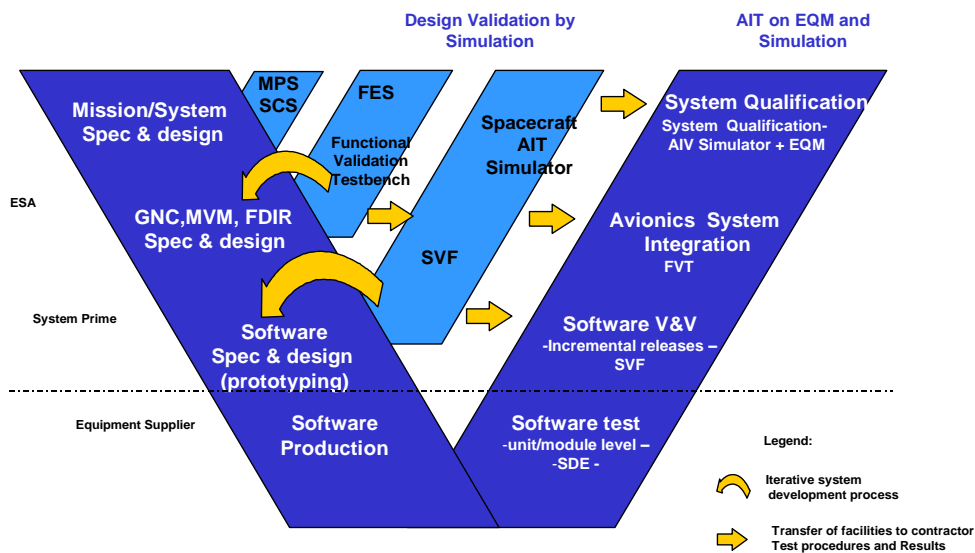 Design Validation by
Simulation
AIT on EQM and
Simulation
MPS
SCS
FES
Mission/System
Spec & design
Functional
Validation
Testbench
Spacecraft
AIT
Simulator
System Qualification
System Qualification-
AIV Simulator + EQM
ESA
GNC,MVM, FDIR
Spec & design
SVF
Avionics System
Integration
FVT
System Prime
Software
Spec & design
(prototyping)
Software V&V
-Incremental releases –
SVF
Equipment Supplier
Software
Production
Software test
-unit/module level –
-SDE -
Legend:
Iterative system
development process
Transfer of facilities to contractor
Test procedures and Results